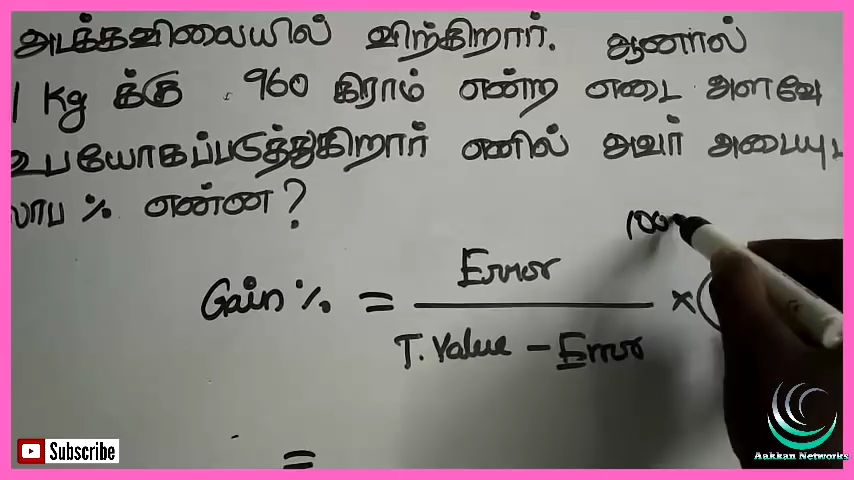 அடக்கவிலையில் விற்கிறார். ஆனால்
1 Kg க்கு 960 கிராம் என்ற எடை அளவே
உபயோகப்படுத்துகிறார் எனில் அவர் அடையும்
லாப % என்ன?
1000
Gain % = Error / T. Value - Error ×
=
Subscribe
Aakkan Networks